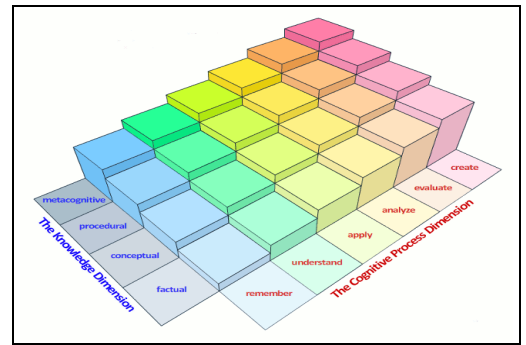 metacognitive
procedural
conceptual
factual
The Knowledge Dimension
remember
understand
apply
analyze
evaluate
create
The Cognitive Process Dimension